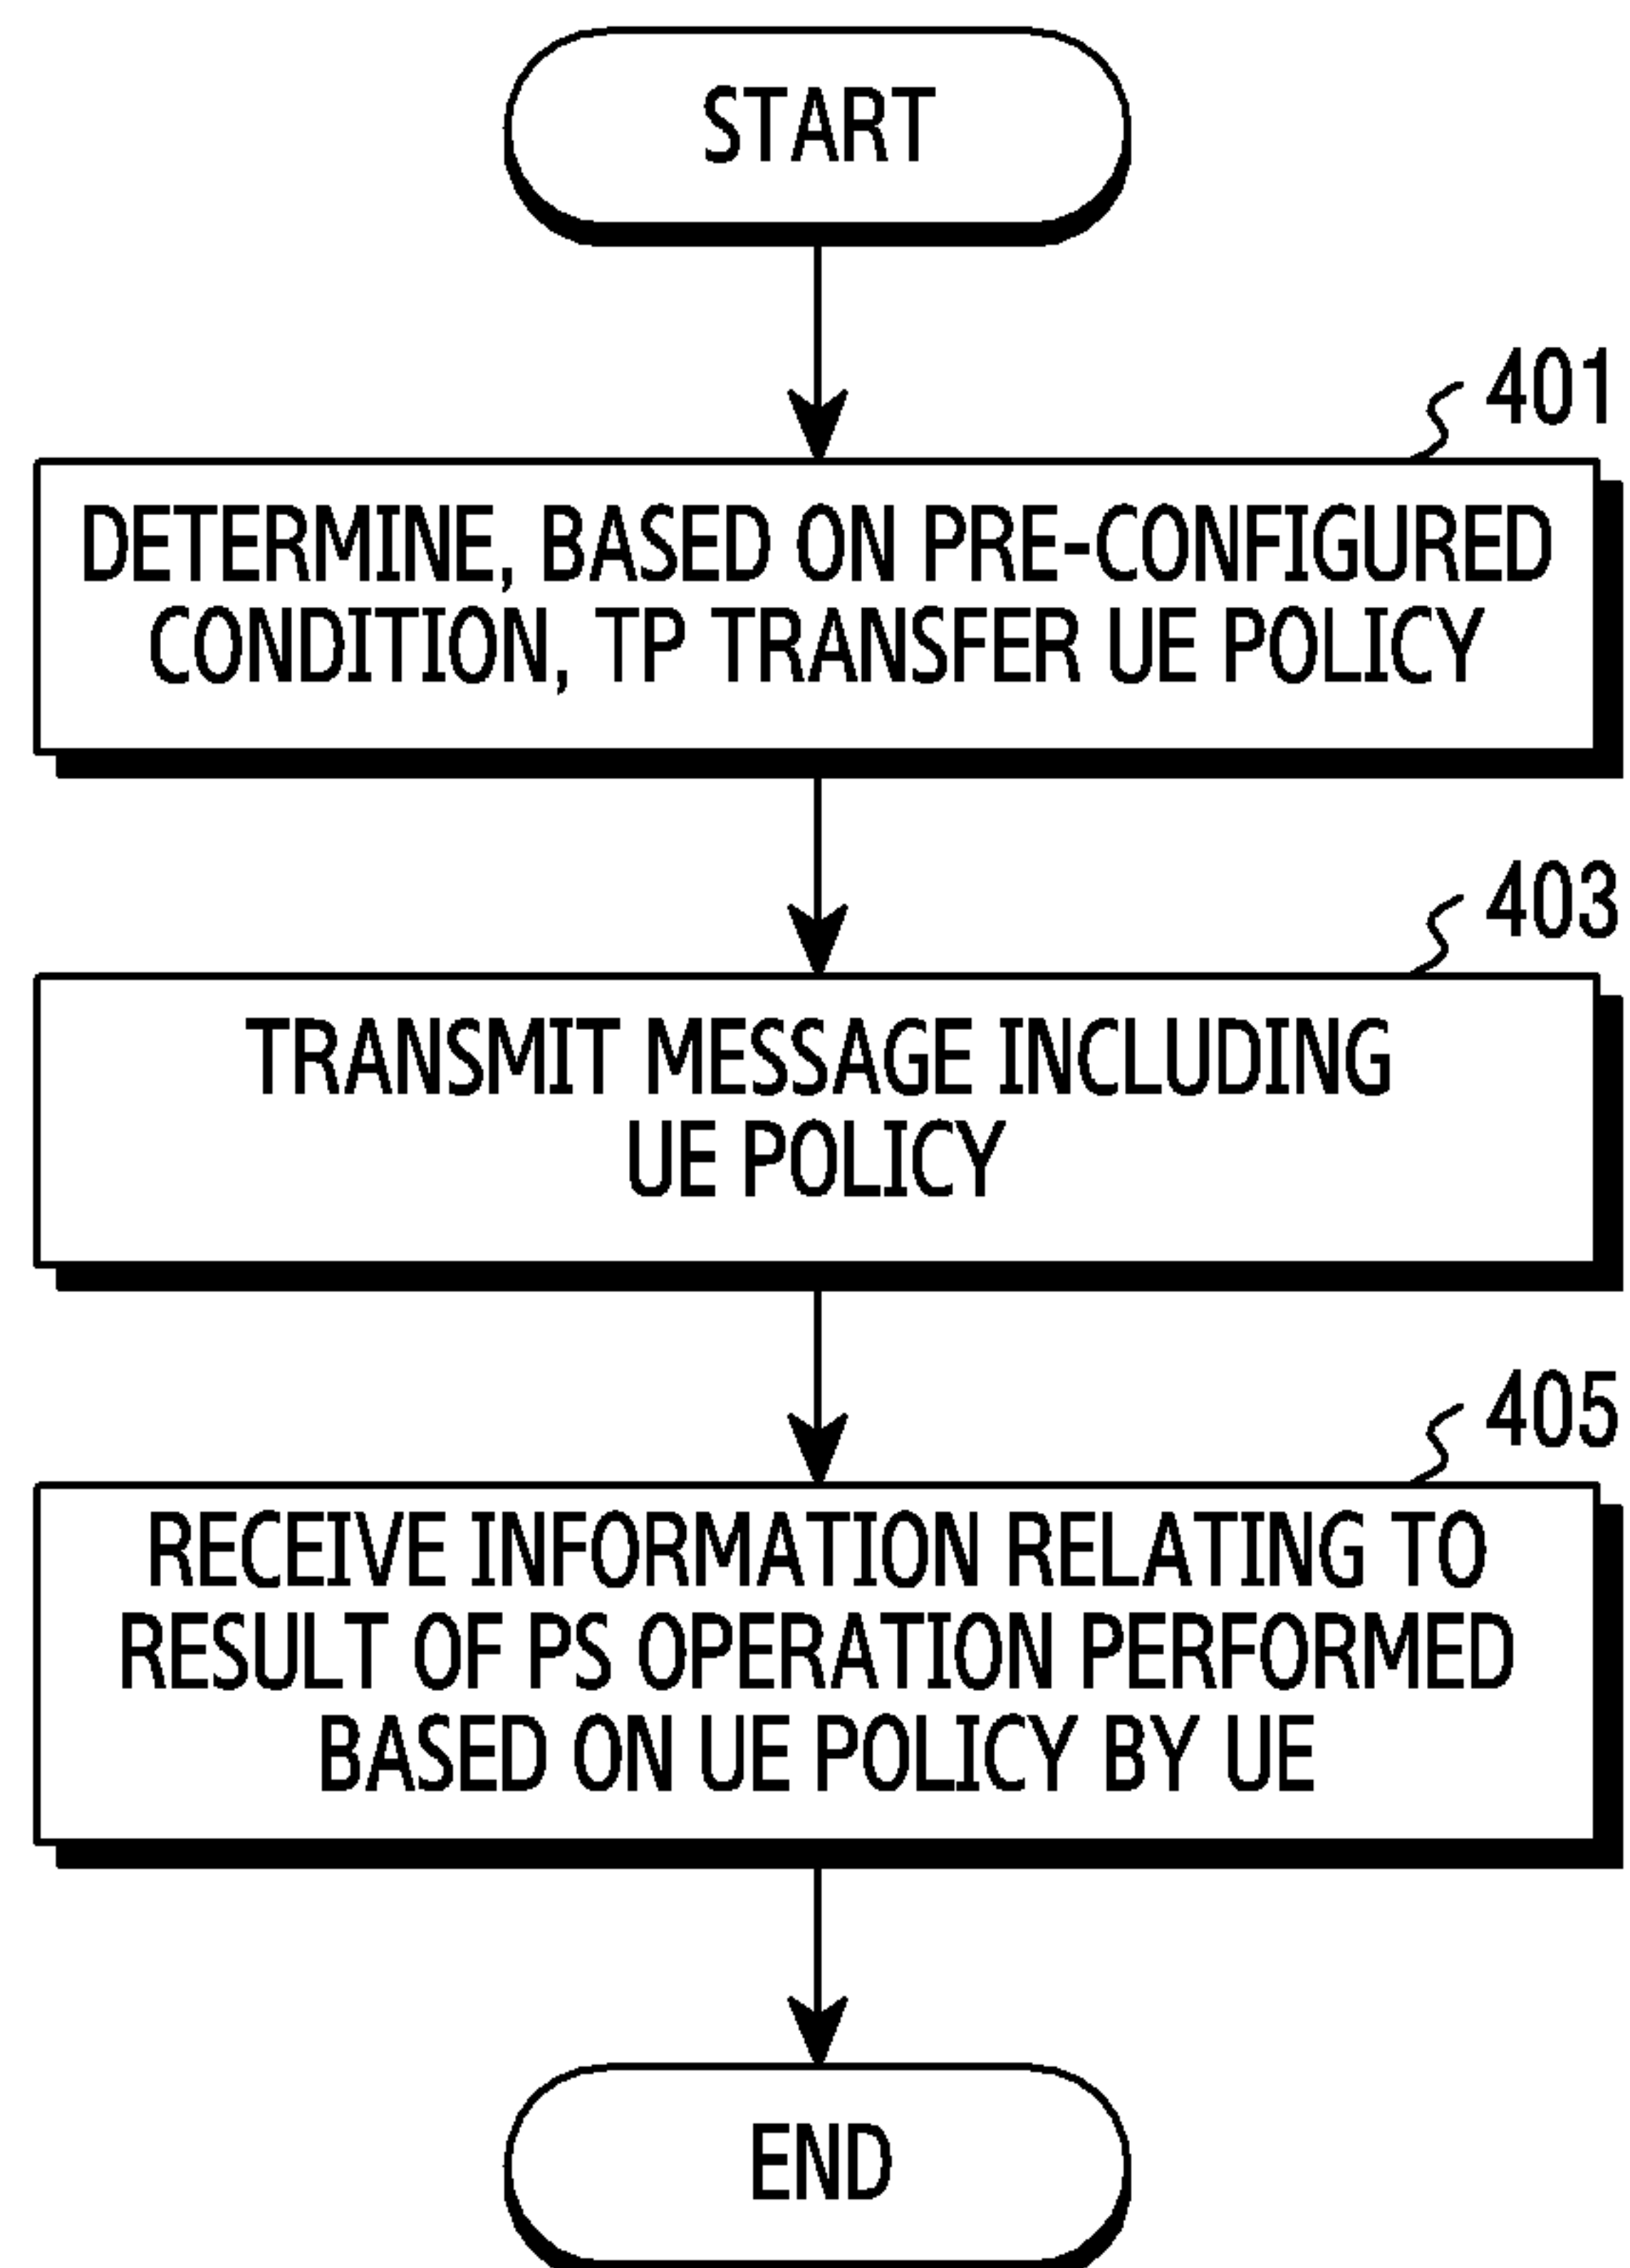 START
401
DETERMINE, BASED ON PRE-CONFIGURED
CONDITION, TP TRANSFER UE POLICY
403
TRANSMIT MESSAGE INCLUDING
UE POLICY
405
RECEIVE INFORMATION RELATING TO
RESULT OF PS OPERATION PERFORMED
BASED ON UE POLICY BY UE
END